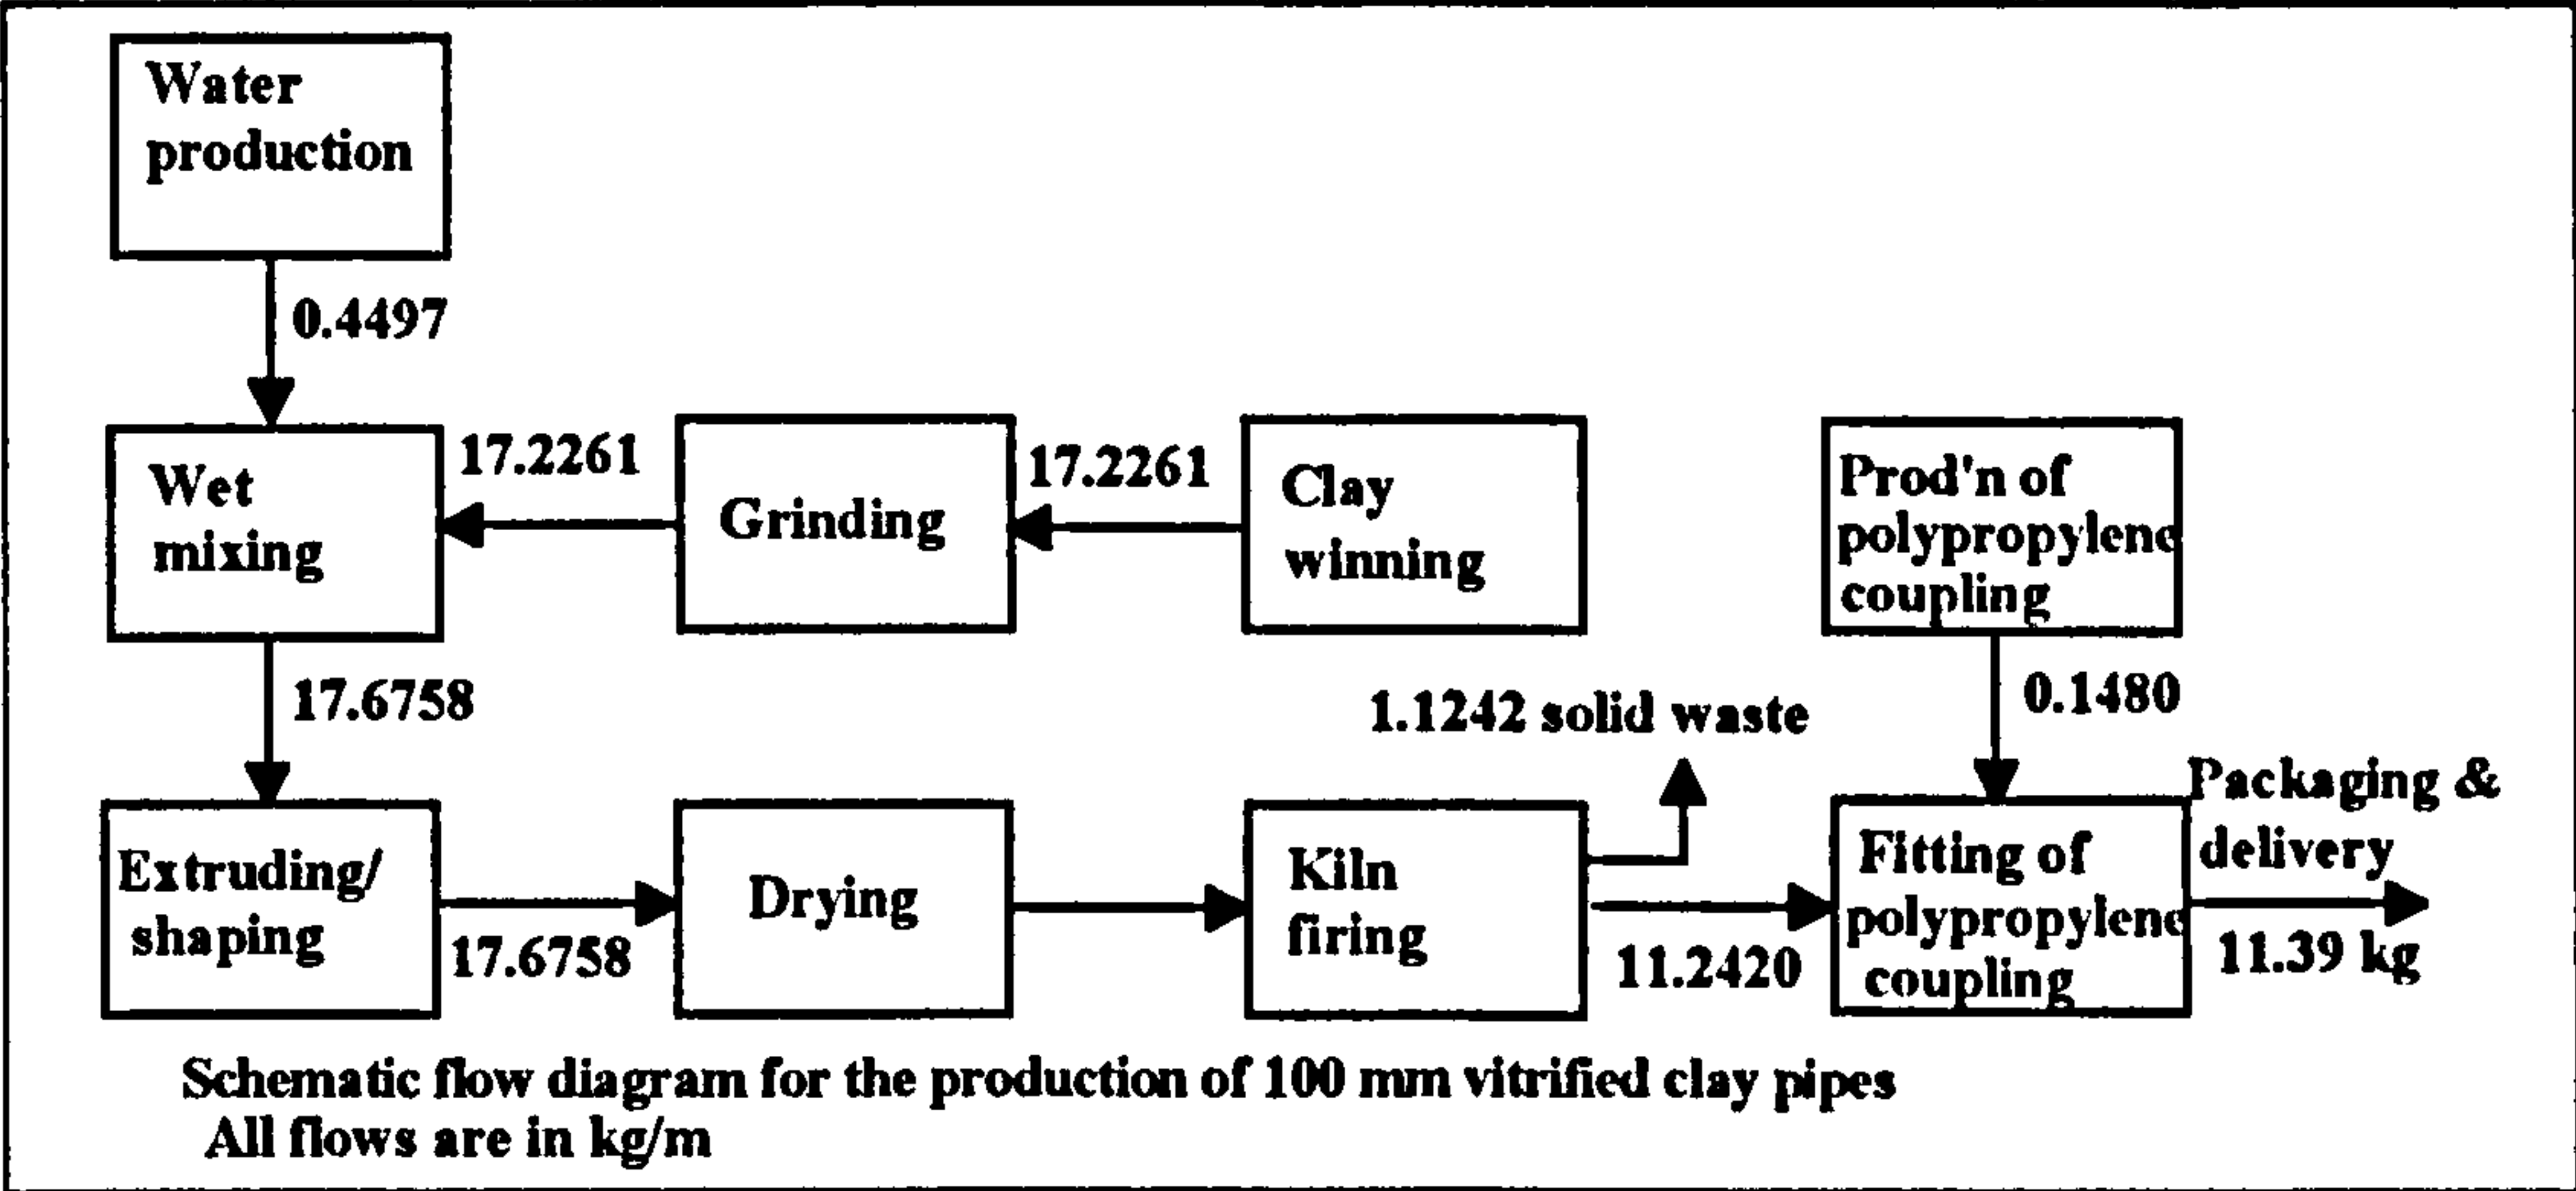 Water
production
0.4497
Wet
mixing
17.2261
Grinding
17.2261
Clay
winning
Prod'n of
polypropylene
coupling
17.6758
1.1242 solid waste
0.1480
Extruding/
shaping
17.6758
Drying
Kiln
firing
11.2420
Fitting of
polypropylene
coupling
Packaging &
delivery
11.39 kg
Schematic flow diagram for the production of 100 mm vitrified clay pipes
All flows are in kg/m